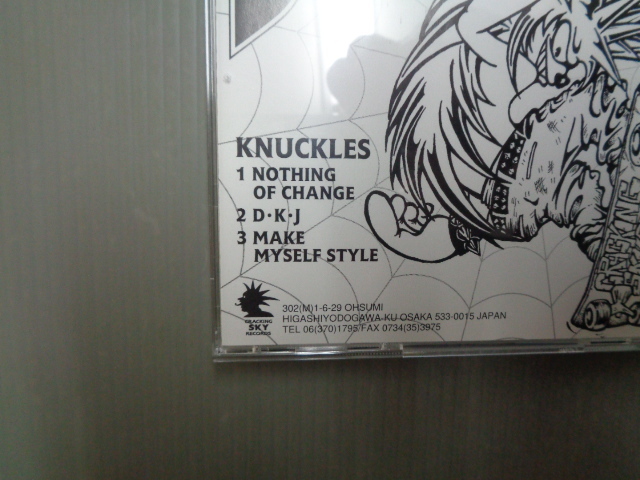 KNUCKLES
1 NOTHING
OF CHANGE
2 D·K·J
3 MAKE
MYSELF STYLE
SKY
RECORDS
302(M)1-6-29 OHSUMI
HIGASHIYODOGAWA-KU OSAKA 533-0015 JAPAN
TEL 06(370)1795 FAX 0734(35)3975